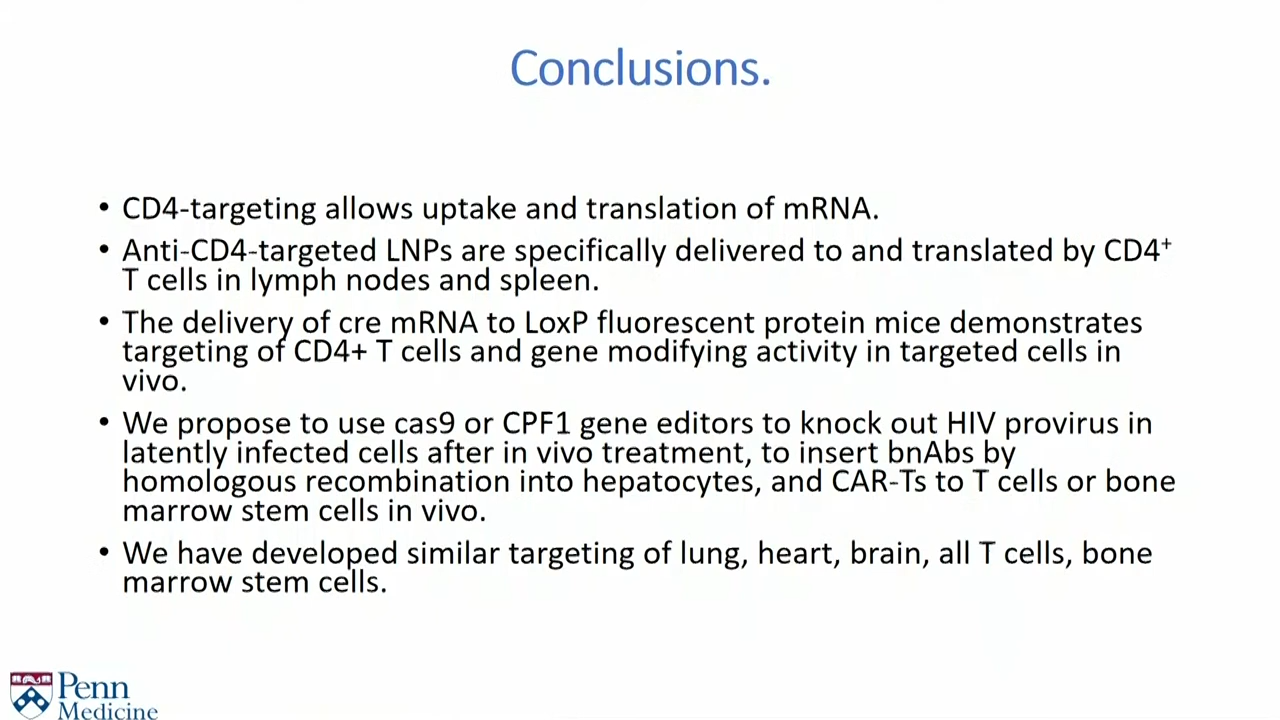 Conclusions.
• CD4-targeting allows uptake and translation of mRNA.
• Anti-CD4-targeted LNPs are specifically delivered to and translated by CD4⁺
T cells in lymph nodes and spleen.
• The delivery of cre mRNA to LoxP fluorescent protein mice demonstrates
targeting of CD4+ T cells and gene modifying activity in targeted cells in
vivo.
• We propose to use cas9 or CPF1 gene editors to knock out HIV provirus in
latently infected cells after in vivo treatment, to insert bnAbs by
homologous recombination into hepatocytes, and CAR-Ts to T cells or bone
marrow stem cells in vivo.
• We have developed similar targeting of lung, heart, brain, all T cells, bone
marrow stem cells.
Penn
Medicine